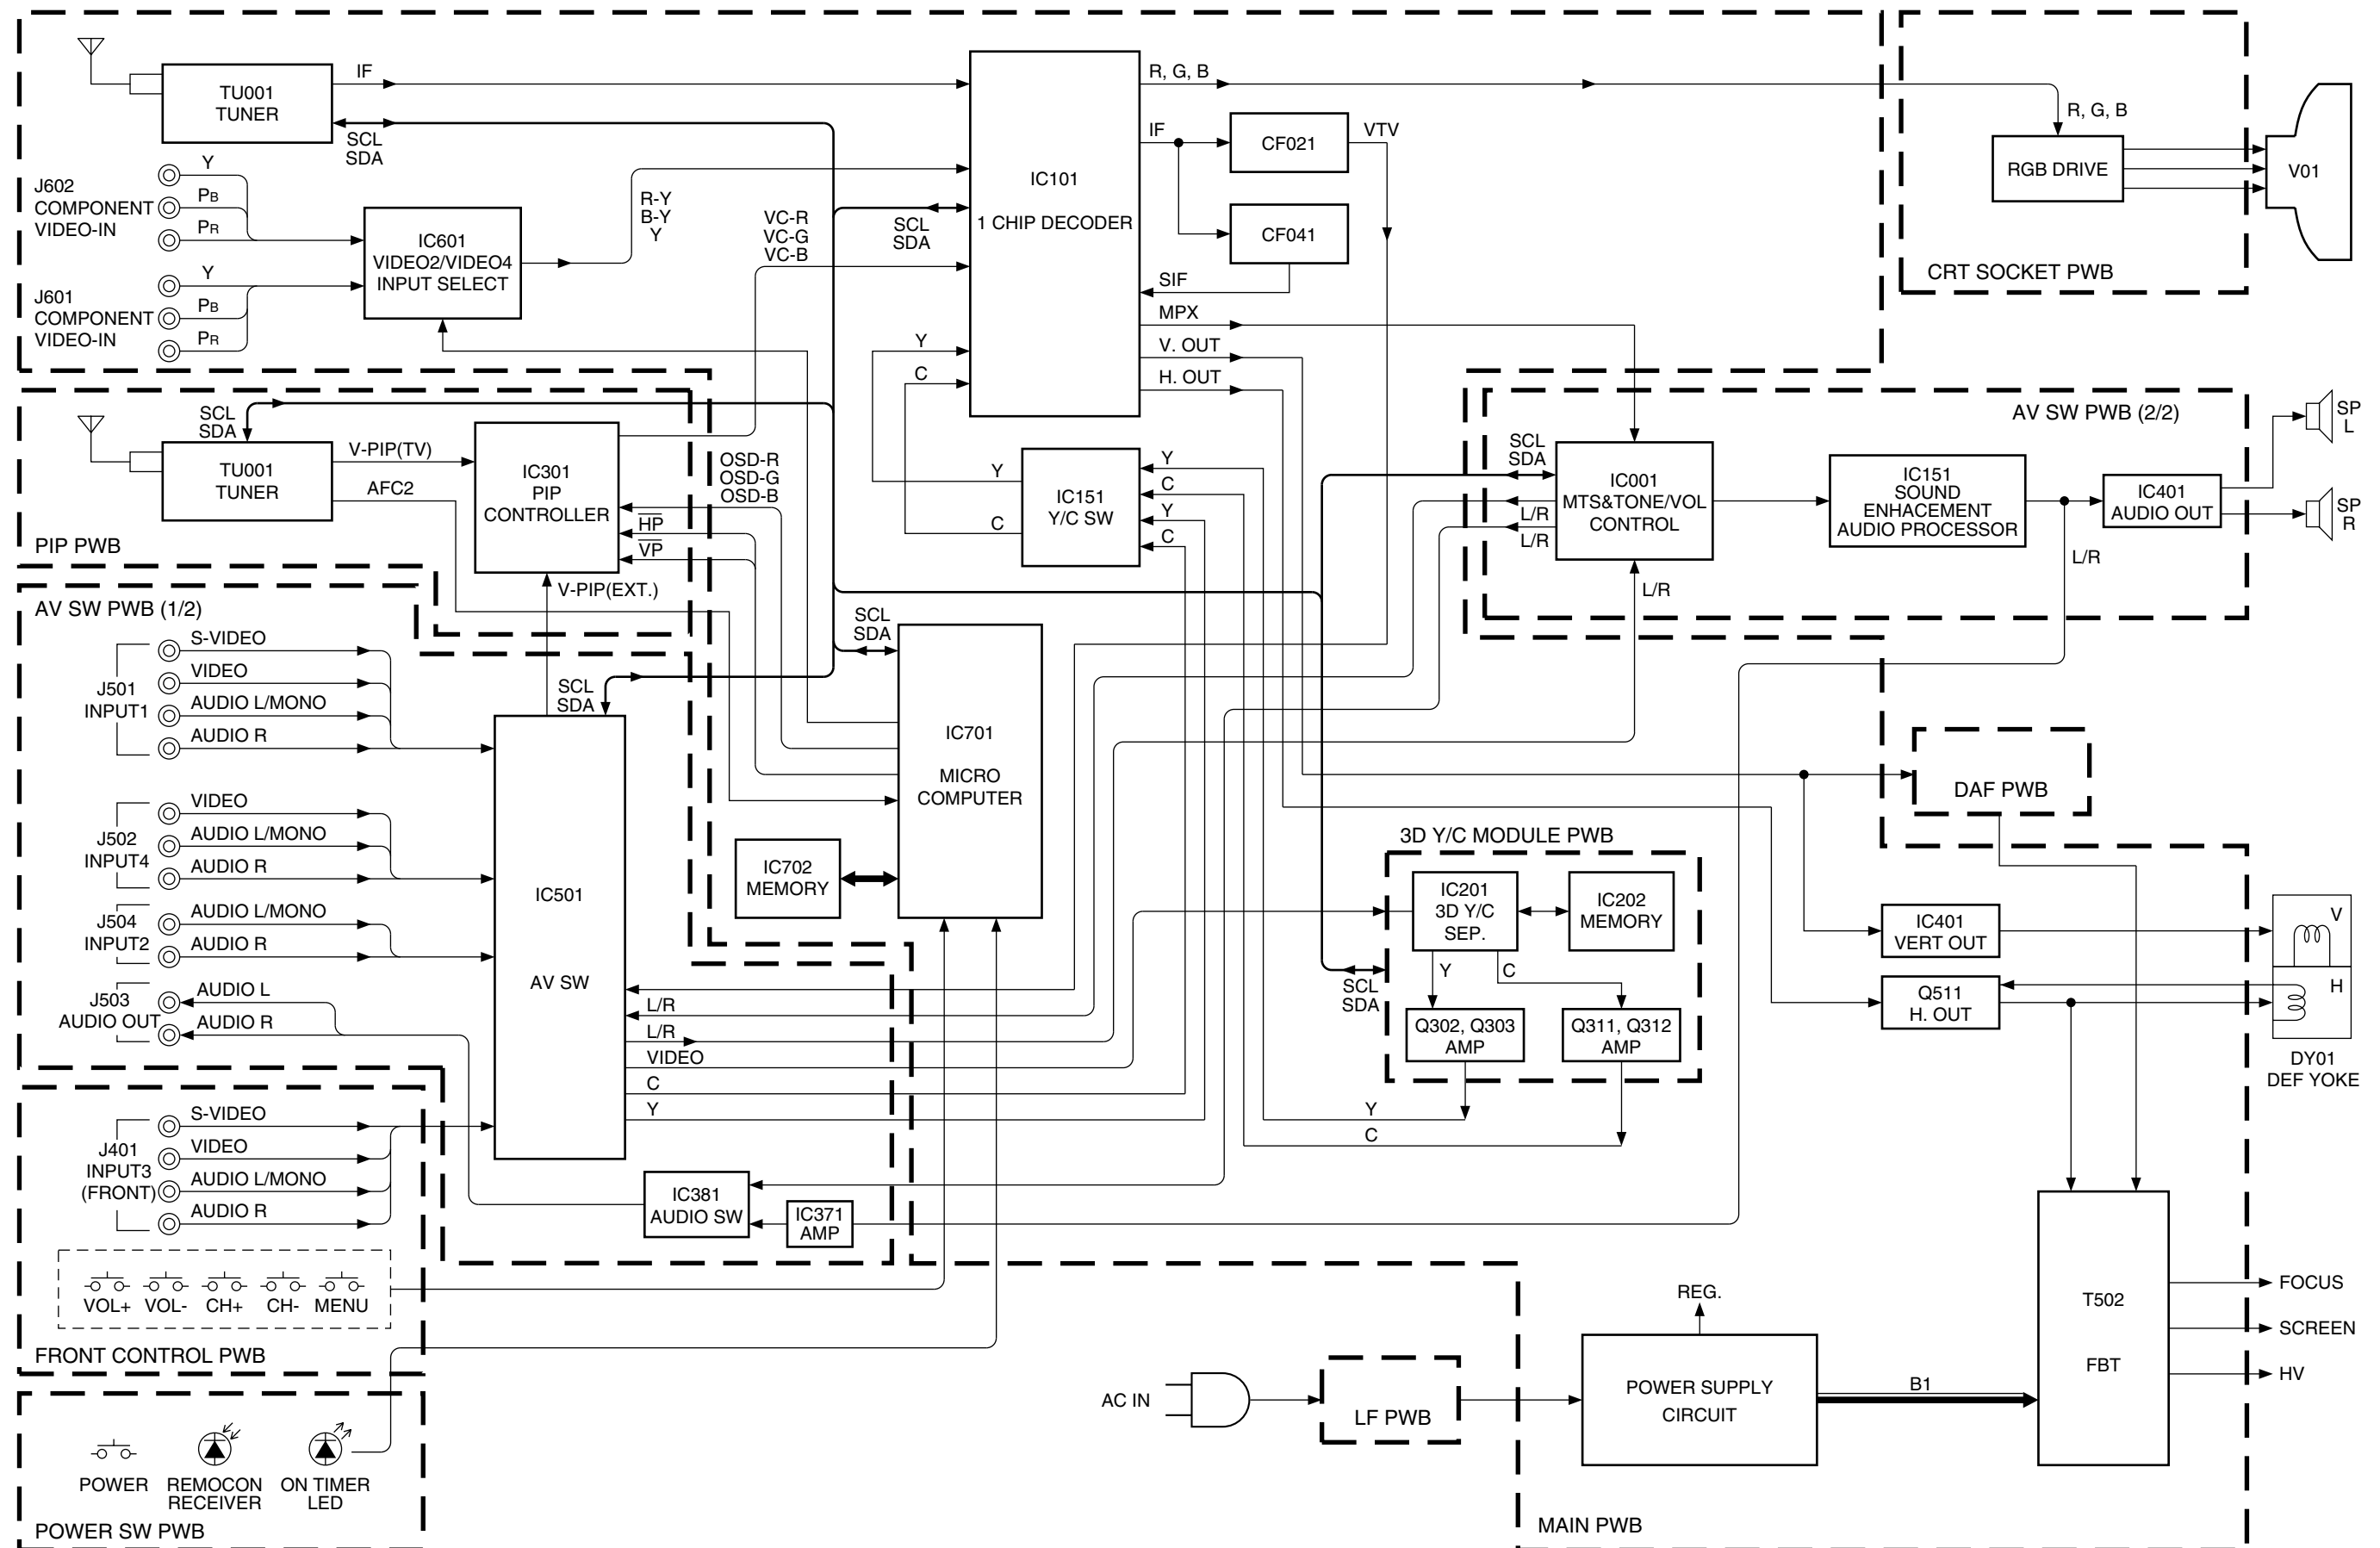 IF
TU001
TUNER
SCL
SDA
J602
COMPONENT
VIDEO-IN
Y
PB
PR
J601
COMPONENT
VIDEO-IN
Y
PB
PR
IC601
VIDEO2/VIDEO4
INPUT SELECT
R-Y
B-Y
Y
VC-R
VC-G
VC-B
SCL
SDA
IC101
1 CHIP DECODER
Y
C
R, G, B
IF
CF021
VTV
CF041
SIF
MPX
V. OUT
H. OUT
R, G, B
RGB DRIVE
V01
CRT SOCKET PWB
SCL
SDA
TU001
TUNER
V-PIP(TV)
AFC2
IC301
PIP
CONTROLLER
OSD-R
OSD-G
OSD-B
HP
VP
V-PIP(EXT.)
PIP PWB
Y
C
IC151
Y/C SW
Y
C
Y
C
AV SW PWB (2/2)
SCL
SDA
L/R
L/R
IC001
MTS&TONE/VOL
CONTROL
L/R
IC151
SOUND
ENHACEMENT
AUDIO PROCESSOR
IC401
AUDIO OUT
L/R
SP
L
SP
R
AV SW PWB (1/2)
J501
INPUT1
S-VIDEO
VIDEO
AUDIO L/MONO
AUDIO R
J502
INPUT4
VIDEO
AUDIO L/MONO
AUDIO R
J504
INPUT2
AUDIO L/MONO
AUDIO R
J503
AUDIO OUT
AUDIO L
AUDIO R
SCL
SDA
IC501
AV SW
L/R
L/R
VIDEO
C
Y
SCL
SDA
IC701
MICRO
COMPUTER
IC702
MEMORY
3D Y/C MODULE PWB
IC201
3D Y/C
SEP.
IC202
MEMORY
Y
C
SCL
SDA
Q302, Q303
AMP
Q311, Q312
AMP
Y
C
DAF PWB
IC401
VERT OUT
Q511
H. OUT
V
H
DY01
DEF YOKE
J401
INPUT3
(FRONT)
S-VIDEO
VIDEO
AUDIO L/MONO
AUDIO R
IC381
AUDIO SW
IC371
AMP
VOL+
VOL-
CH+
CH-
MENU
FRONT CONTROL PWB
POWER
REMOCON
RECEIVER
ON TIMER
LED
POWER SW PWB
AC IN
LF PWB
REG.
POWER SUPPLY
CIRCUIT
B1
T502
FBT
FOCUS
SCREEN
HV
MAIN PWB